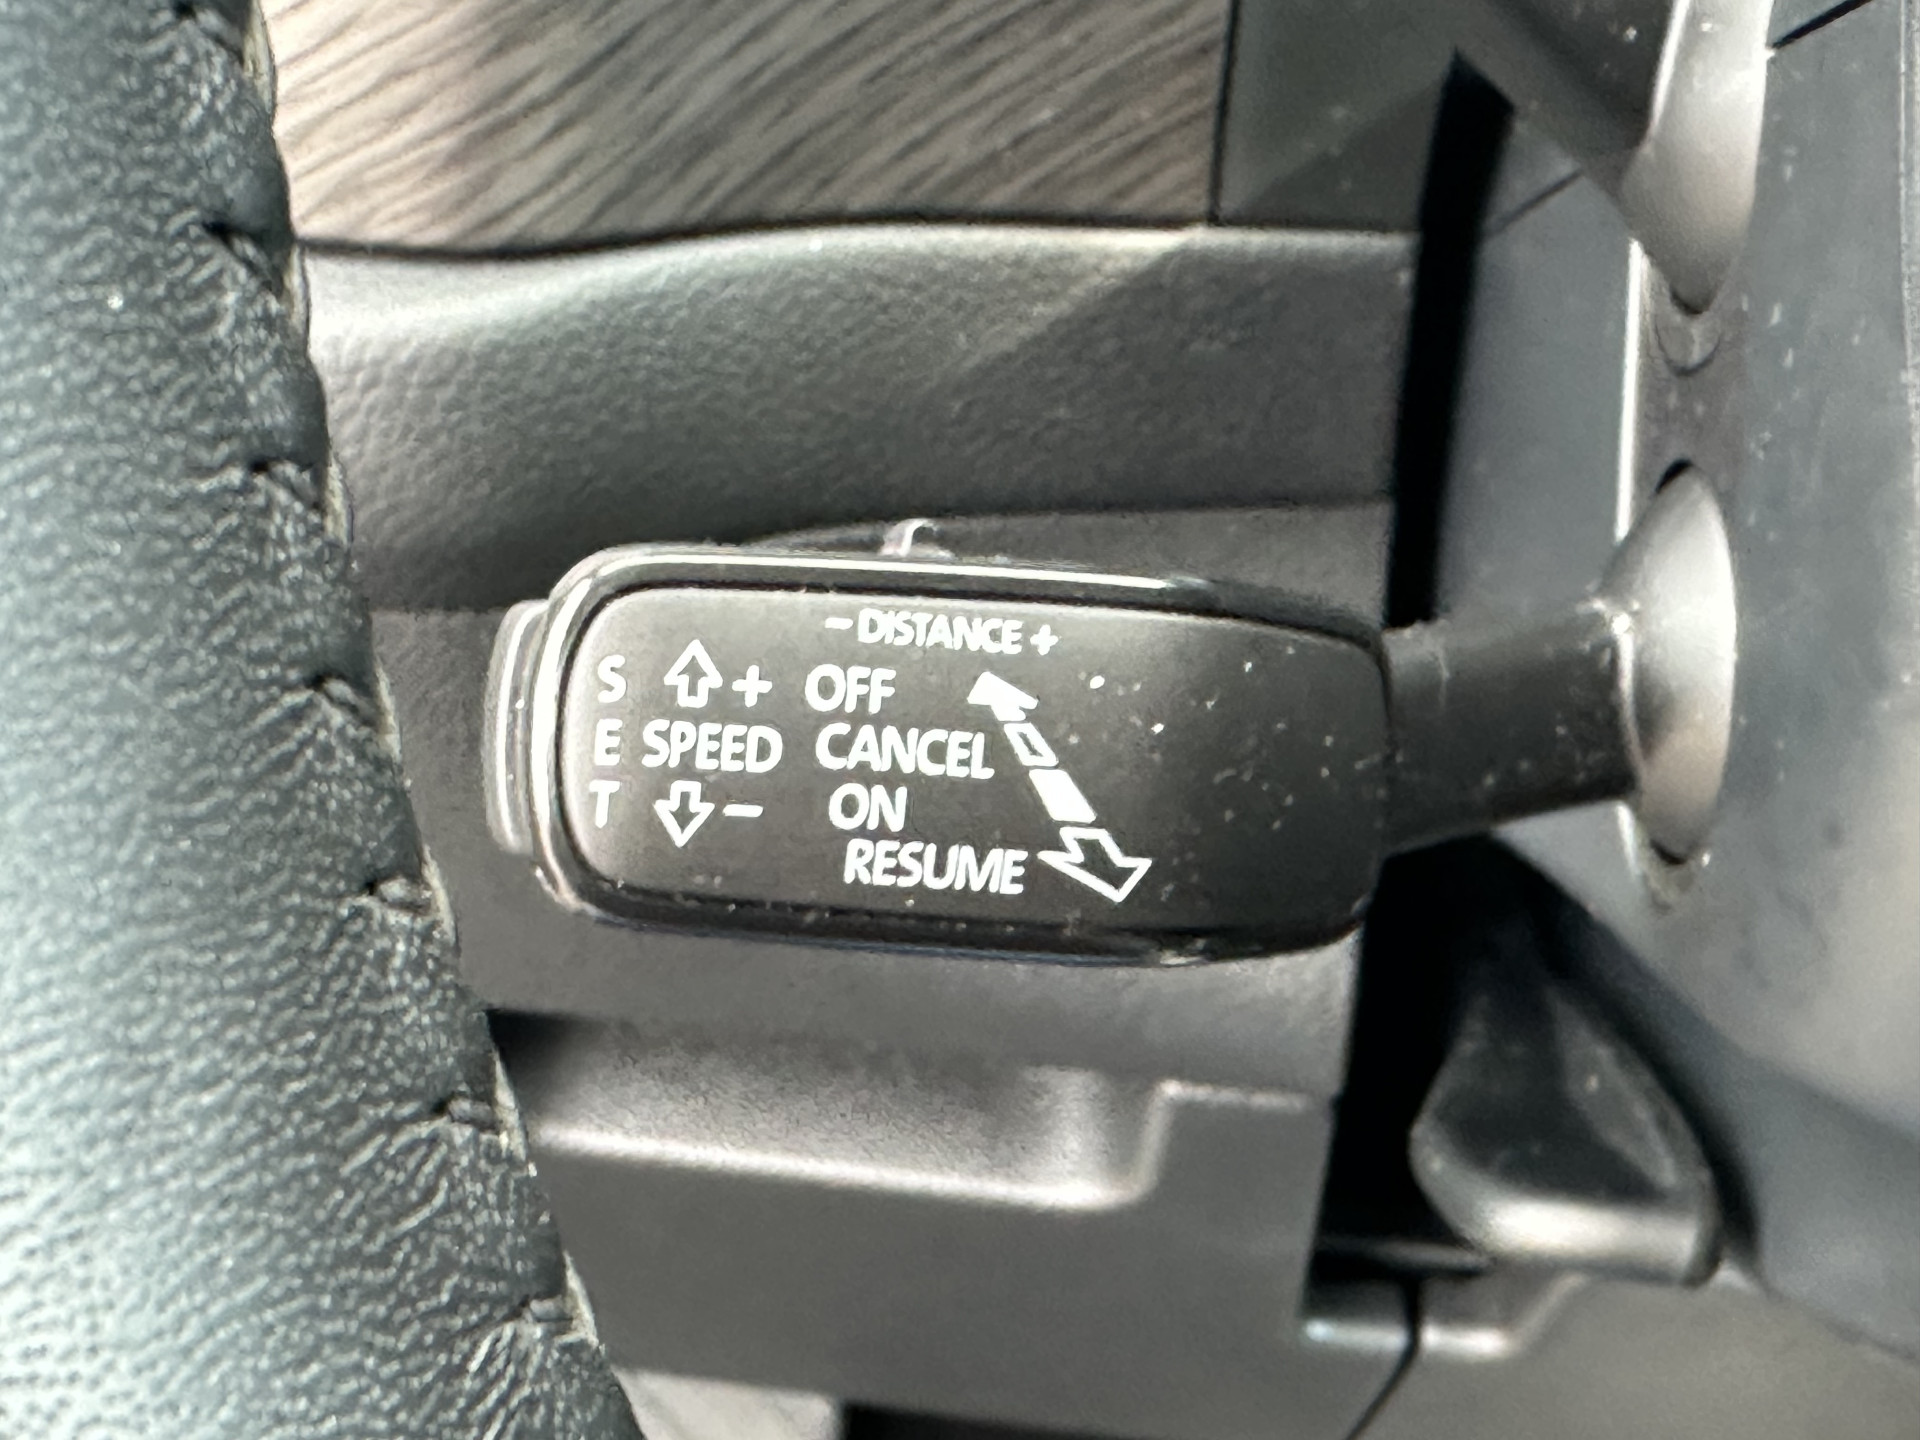 - DISTANCE +
S + OFF
E SPEED CANCEL
T - ON
RESUME